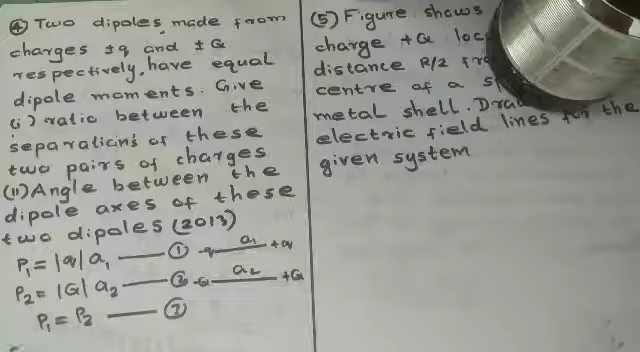 ④ Two dipoles, made from
charges ±q and ±Q
respectively, have equal
dipole moments. Give
(i) ratio between the
separations of these
two pairs of charges
(ii) Angle between the
dipole axes of these
two dipoles (2013)
P₁ = |q| a₁ —— ① -q a₁ +q
P₂ = |Q| a₂ —— ② -Q a₂ +Q
P₁ = P₂ —— ③
⑤ Figure shows
charge +Q
distance R/2
centre of a
metal shell. Draw
electric field lines for the
given system